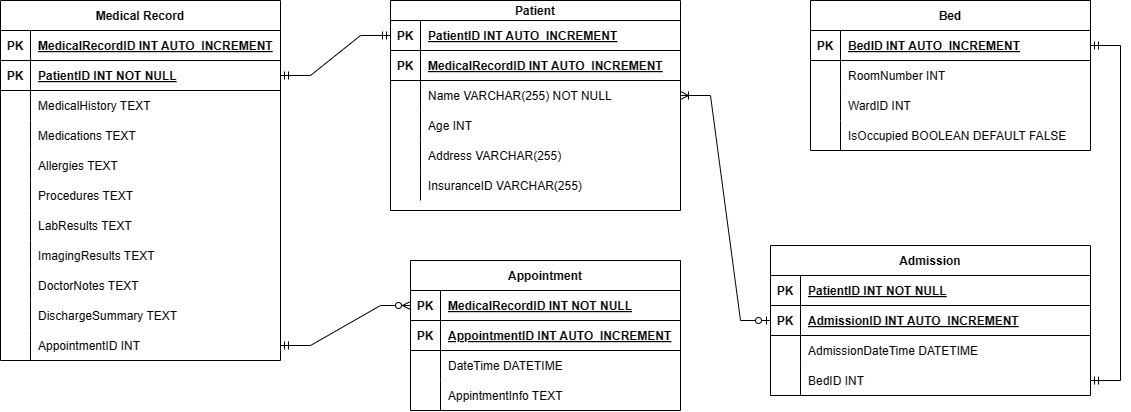 Medical Record
PK MedicalRecordID INT AUTO_INCREMENT
PK PatientID INT NOT NULL
MedicalHistory TEXT
Medications TEXT
Allergies TEXT
Procedures TEXT
LabResults TEXT
ImagingResults TEXT
DoctorNotes TEXT
DischargeSummary TEXT
AppointmentID INT
Patient
PK PatientID INT AUTO_INCREMENT
PK MedicalRecordID INT AUTO_INCREMENT
Name VARCHAR(255) NOT NULL
Age INT
Address VARCHAR(255)
InsuranceID VARCHAR(255)
Bed
PK BedID INT AUTO_INCREMENT
RoomNumber INT
WardID INT
IsOccupied BOOLEAN DEFAULT FALSE
Appointment
PK MedicalRecordID INT NOT NULL
PK AppointmentID INT AUTO_INCREMENT
DateTime DATETIME
AppintmentInfo TEXT
Admission
PK PatientID INT NOT NULL
PK AdmissionID INT AUTO_INCREMENT
AdmissionDateTime DATETIME
BedID INT